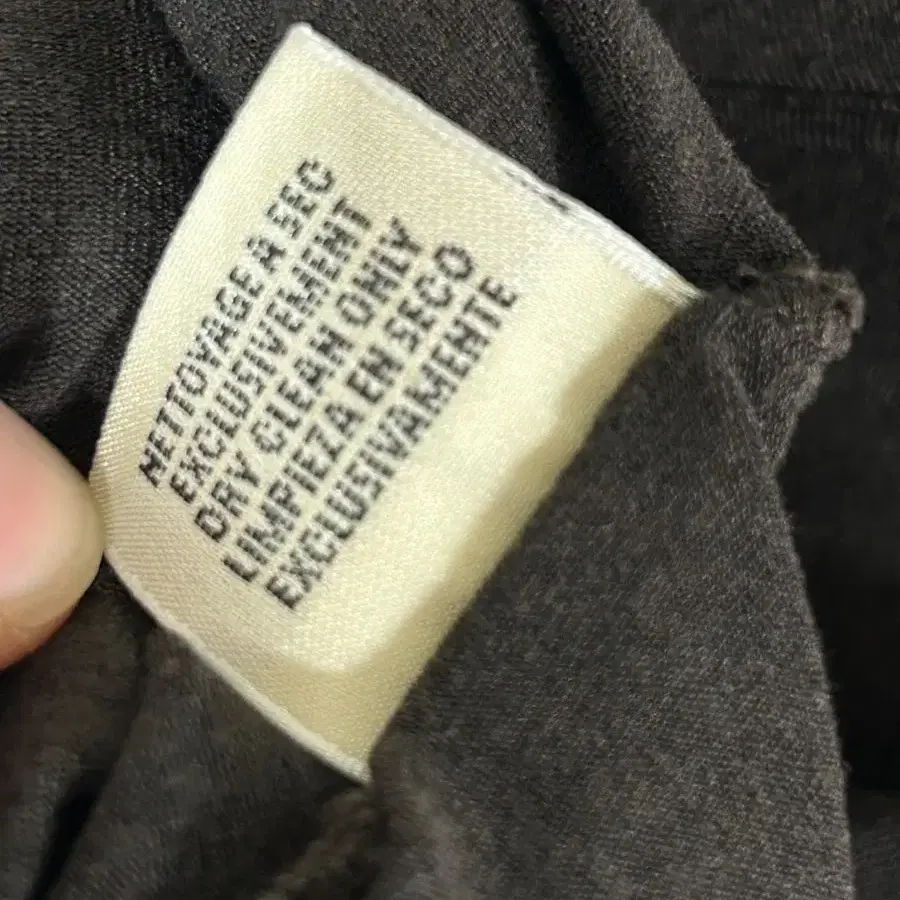 NETTOYAGE À SEC
EXCLUSIVEMENT
DRY CLEAN ONLY
LIMPIEZA EN SECO
EXCLUSIVAMENTE